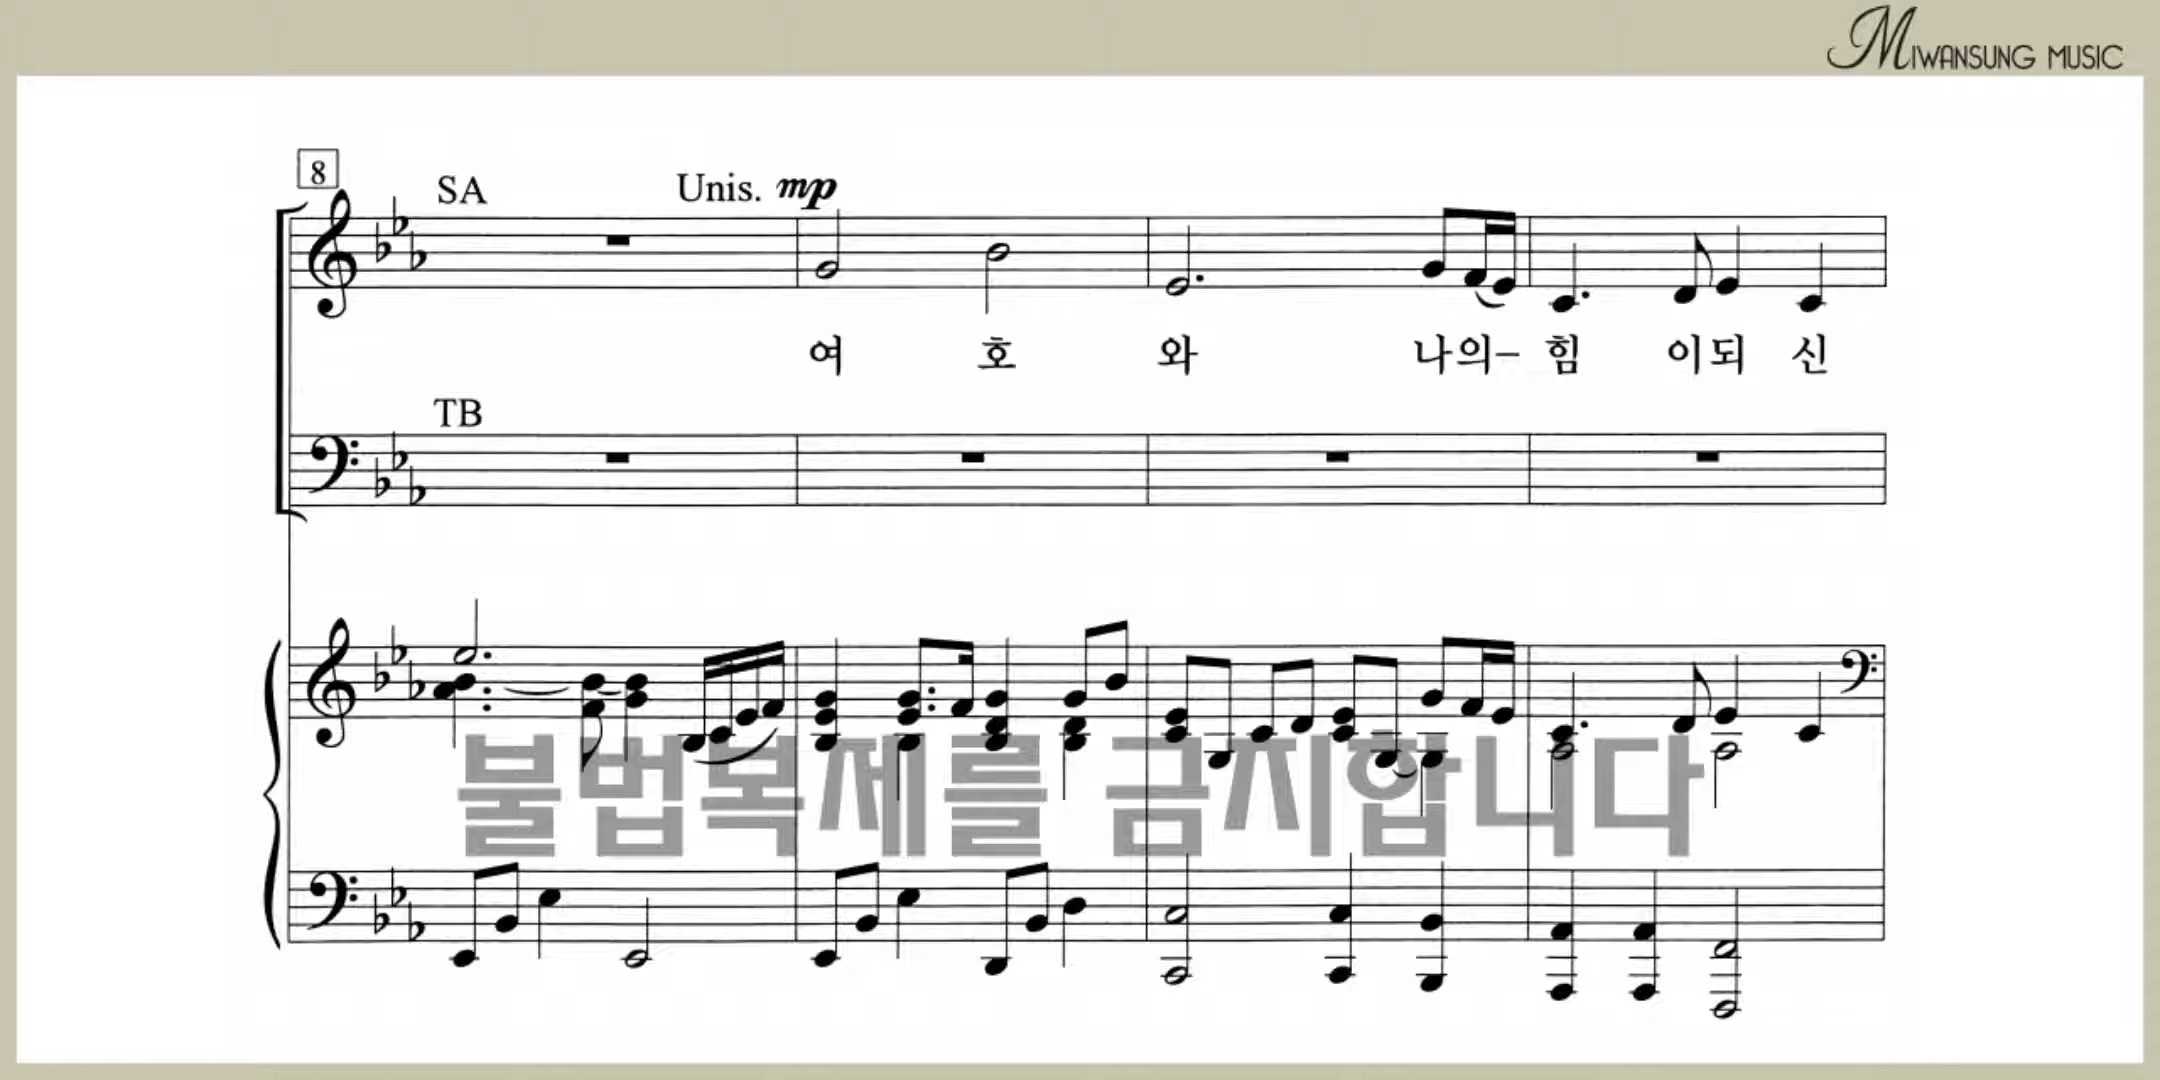 MIWANSUNG MUSIC
8
SA Unis. mp
여 호 와 나의– 힘 이되 신
TB
불법복제를 금지합니다